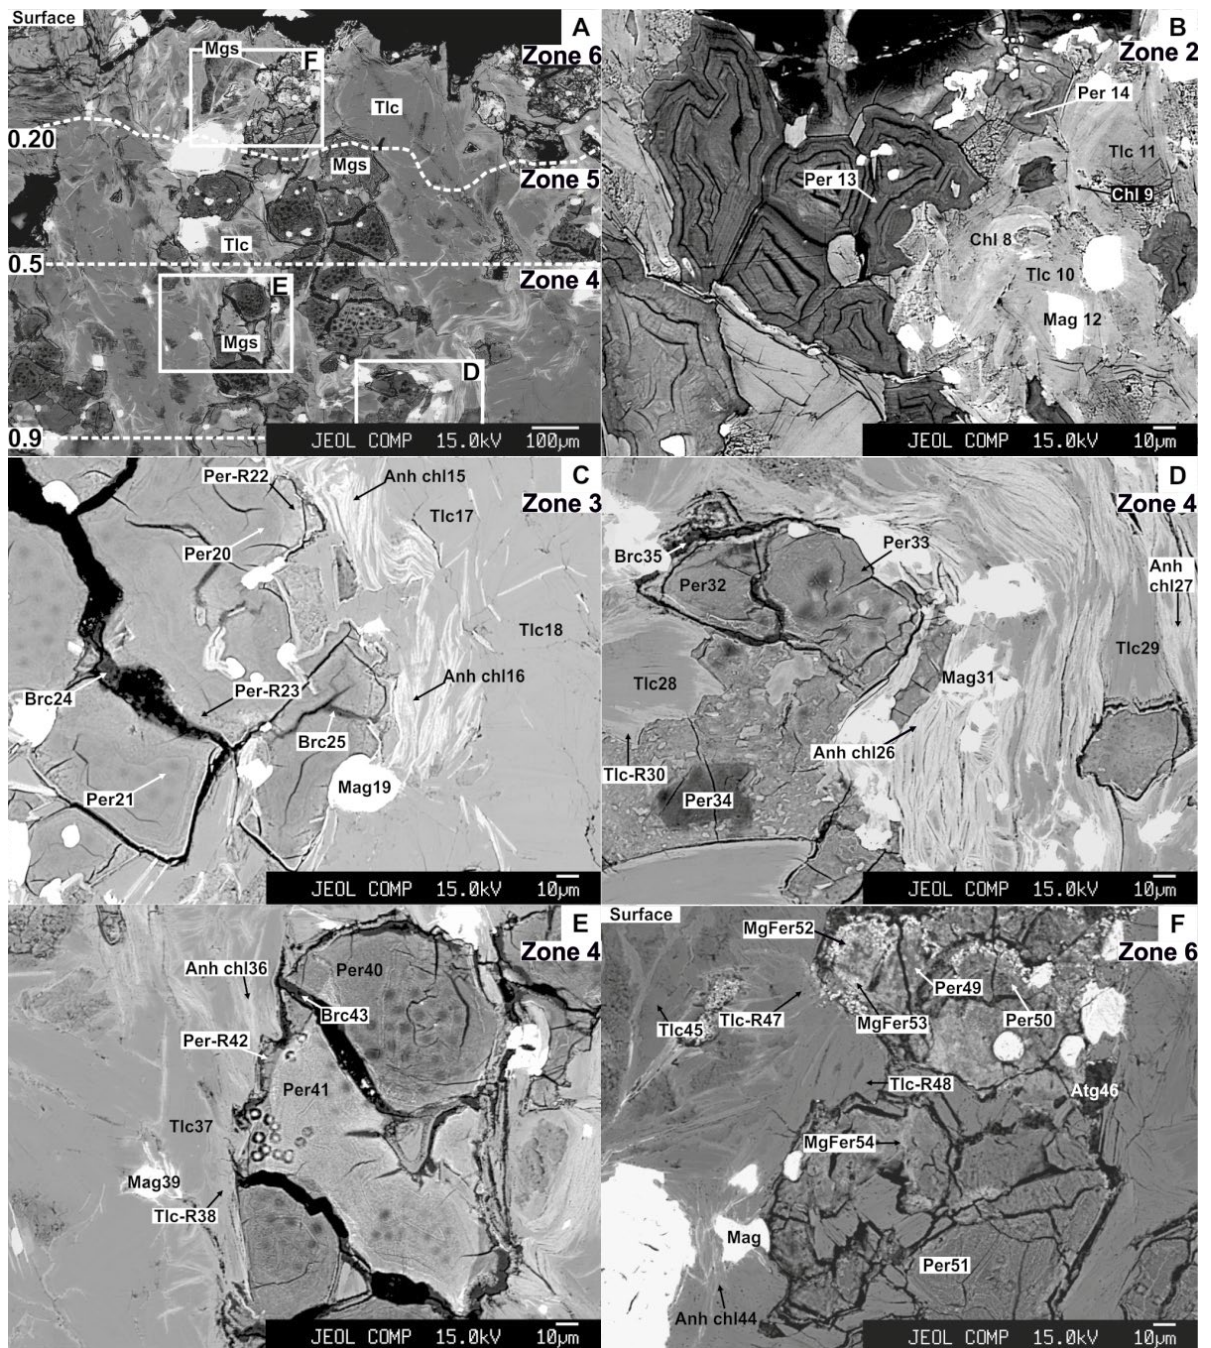 Surface
A
Mgs
F
Zone 6
Tlc
0.20
Mgs
Zone 5
Tlc
0.5
Zone 4
E
Mgs
D
0.9
JEOL COMP 15.0kV 100µm
B
Zone 2
Per 14
Tlc 11
Per 13
Chl 9
Chl 8
Tlc 10
Mag 12
JEOL COMP 15.0kV 10µm
C
Per-R22
Anh chl15
Zone 3
Tlc17
Per20
Tlc18
Anh chl16
Per-R23
Brc24
Brc25
Mag19
Per21
JEOL COMP 15.0kV 10µm
D
Zone 4
Per33
Brc35
Anh
chl27
Per32
Tlc29
Tlc28
Mag31
Anh chl26
Tlc-R30
Per34
JEOL COMP 15.0kV 10µm
E
Zone 4
Anh chl36
Per40
Brc43
Per-R42
Per41
Tlc37
Mag39
Tlc-R38
JEOL COMP 15.0kV 10µm
Surface
F
MgFer52
Zone 6
Per49
Tlc45
Tlc-R47
MgFer53
Per50
Tlc-R48
Atg46
MgFer54
Mag
Per51
Anh chl44
JEOL COMP 15.0kV 10µm